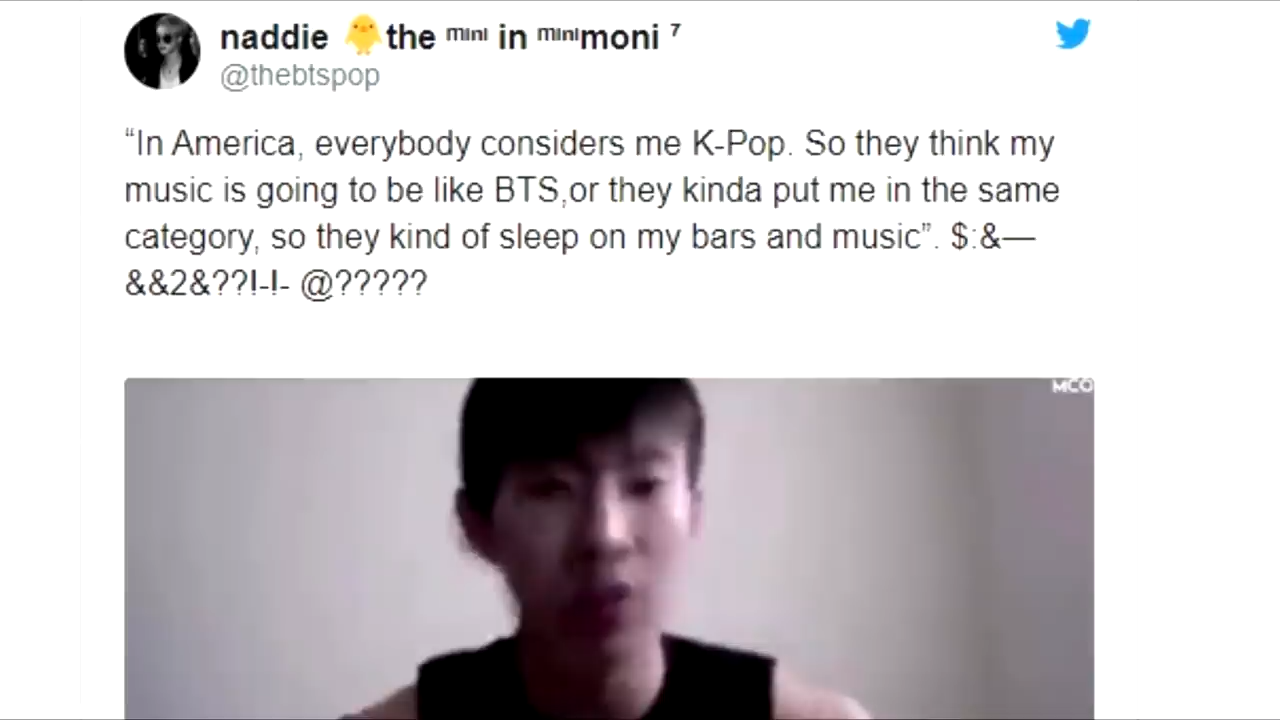 naddie 🐥the ᵐⁱⁿⁱ in ᵐⁱⁿⁱmoni ⁷
@thebtspop
“In America, everybody considers me K-Pop. So they think my
music is going to be like BTS,or they kinda put me in the same
category, so they kind of sleep on my bars and music”. $:&—
&&2&??!-!- @?????
MCO